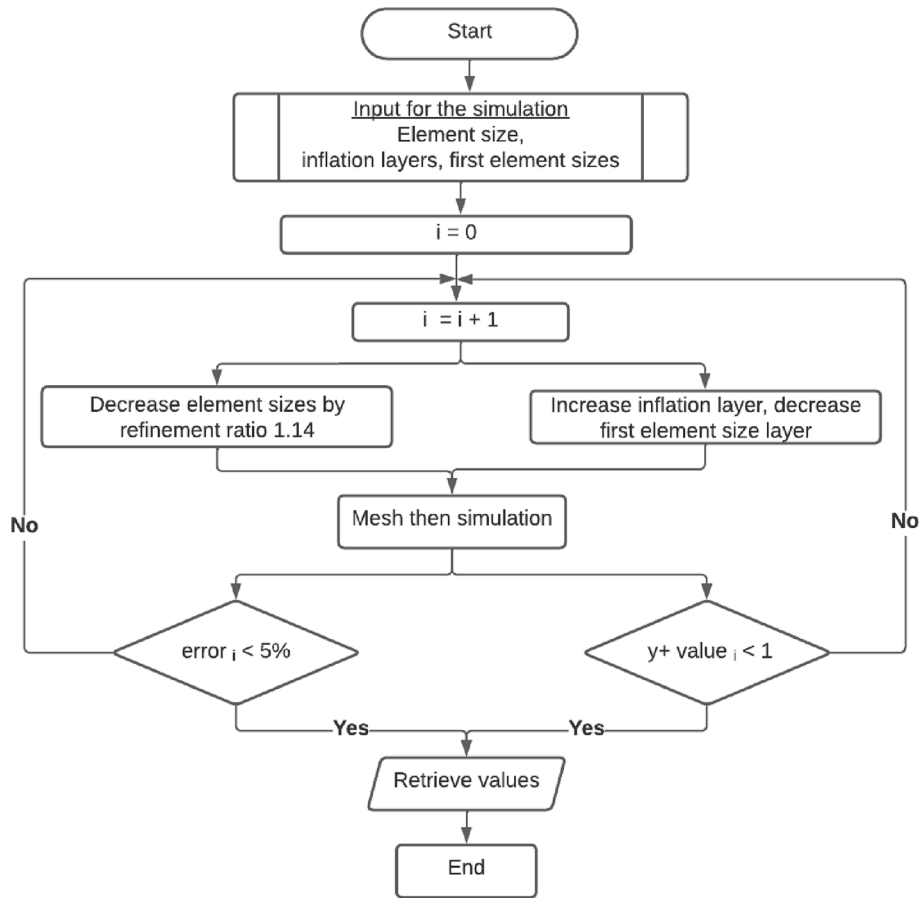 Start
Input for the simulation
Element size,
inflation layers, first element sizes
i = 0
i = i + 1
Decrease element sizes by
refinement ratio 1.14
Increase inflation layer, decrease
first element size layer
Mesh then simulation
No
No
error i < 5%
y+ value i < 1
Yes
Yes
Retrieve values
End